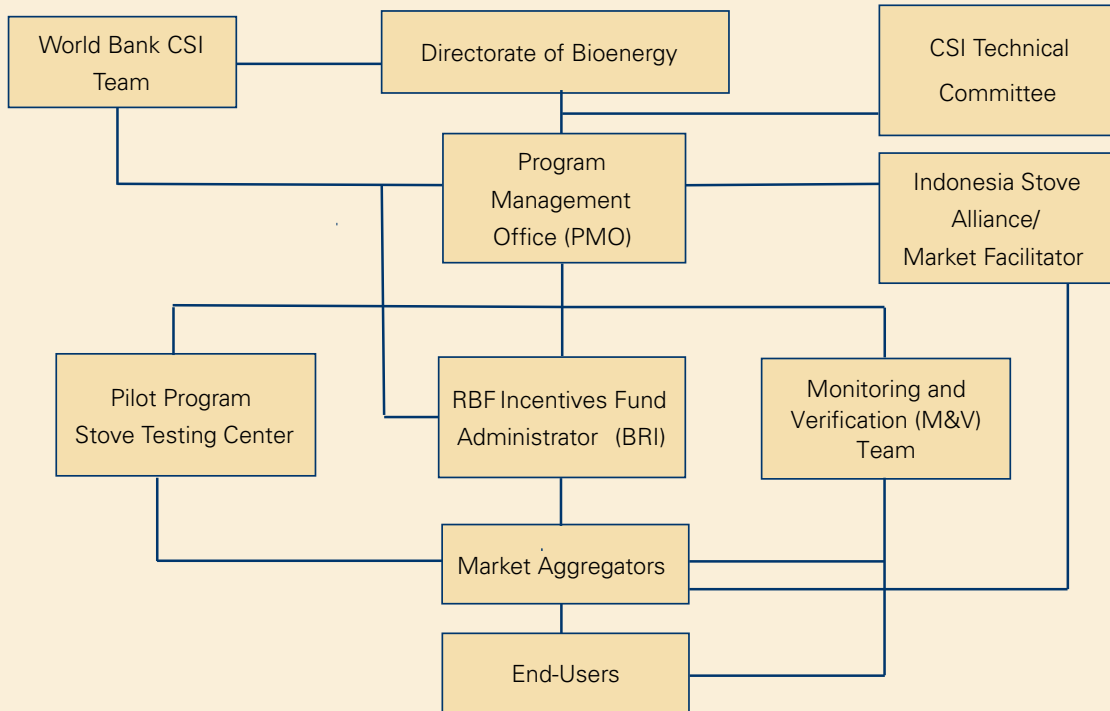 World Bank CSI
Team
Directorate of Bioenergy
CSI Technical
Committee
Program
Management
Office (PMO)
Indonesia Stove
Alliance/
Market Facilitator
Pilot Program
Stove Testing Center
RBF Incentives Fund
Administrator (BRI)
Monitoring and
Verification (M&V)
Team
Market Aggregators
End-Users